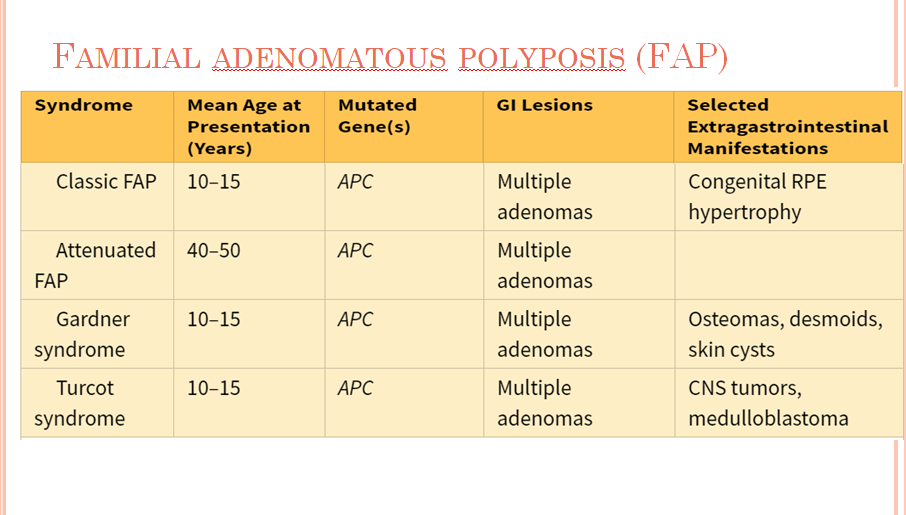 FAMILIAL ADENOMATOUS POLYPOSIS (FAP)
Syndrome
Mean Age at
Presentation
(Years)
Mutated
Gene(s)
GI Lesions
Selected
Extragastrointestinal
Manifestations
Classic FAP
10–15
APC
Multiple
adenomas
Congenital RPE
hypertrophy
Attenuated
FAP
40–50
APC
Multiple
adenomas
Gardner
syndrome
10–15
APC
Multiple
adenomas
Osteomas, desmoids,
skin cysts
Turcot
syndrome
10–15
APC
Multiple
adenomas
CNS tumors,
medulloblastoma